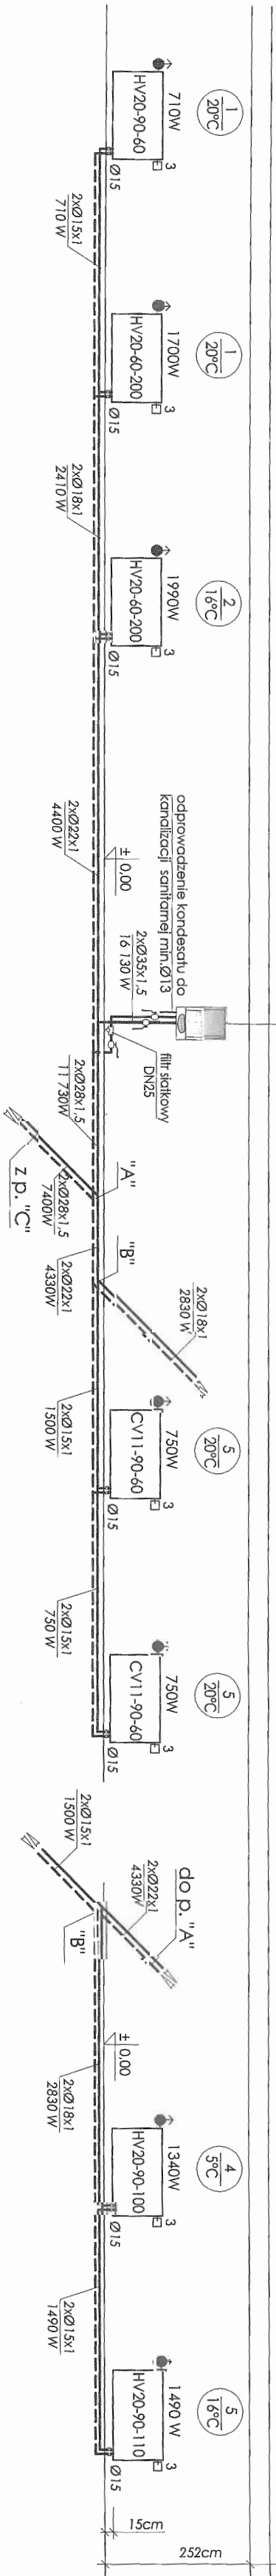 1
20°C
710W
HV20-90-60
3
Ø15
2xØ15x1
710 W
1
20°C
1700W
HV20-60-200
3
Ø15
2xØ18x1
2410 W
2
16°C
1990W
HV20-60-200
3
Ø15
2xØ22x1
4400 W
± 0,00
odprowadzenie kondesatu do
kanalizacji sanitarnej min.Ø13
2xØ35x1,5
16 130 W
filtr siatkowy
DN25
2xØ28x1,5
11 730W
"A"
2xØ28x1,5
7400W
z p. "C"
"B"
2xØ22x1
4330W
2xØ18x1
2830 W
5
20°C
750W
CV11-90-60
3
Ø15
2xØ15x1
1500 W
2xØ15x1
750 W
5
20°C
750W
CV11-90-60
3
Ø15
2xØ15x1
1500 W
do p. "A"
2xØ22x1
4330W
"B"
± 0,00
2xØ18x1
2830 W
4
5°C
1340W
HV20-90-100
3
Ø15
2xØ15x1
1490 W
5
16°C
1490 W
HV20-90-110
3
Ø15
15cm
252cm